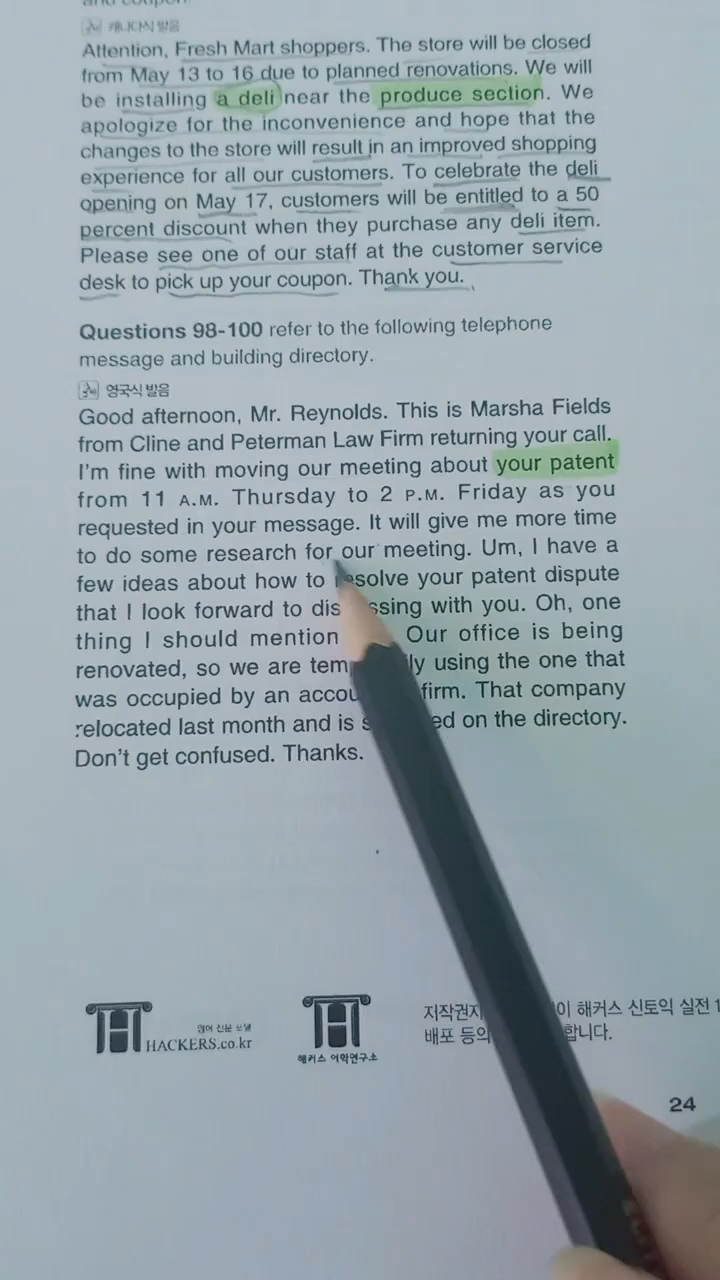 캐나다식 발음
Attention, Fresh Mart shoppers. The store will be closed
from May 13 to 16 due to planned renovations. We will
be installing a deli near the produce section. We
apologize for the inconvenience and hope that the
changes to the store will result in an improved shopping
experience for all our customers. To celebrate the deli
opening on May 17, customers will be entitled to a 50
percent discount when they purchase any deli item.
Please see one of our staff at the customer service
desk to pick up your coupon. Thank you.
Questions 98-100 refer to the following telephone
message and building directory.
영국식 발음
Good afternoon, Mr. Reynolds. This is Marsha Fields
from Cline and Peterman Law Firm returning your call.
I'm fine with moving our meeting about your patent
from 11 A.M. Thursday to 2 P.M. Friday as you
requested in your message. It will give me more time
to do some research for our meeting. Um, I have a
few ideas about how to resolve your patent dispute
that I look forward to dis ssing with you. Oh, one
thing I should mention Our office is being
renovated, so we are temp ly using the one that
was occupied by an accou firm. That company
relocated last month and is s ed on the directory.
Don't get confused. Thanks.
HACKERS.co.kr
해커스 어학연구소
저작권자 이 해커스 신토익 실전 1
배포 등의 합니다.
24